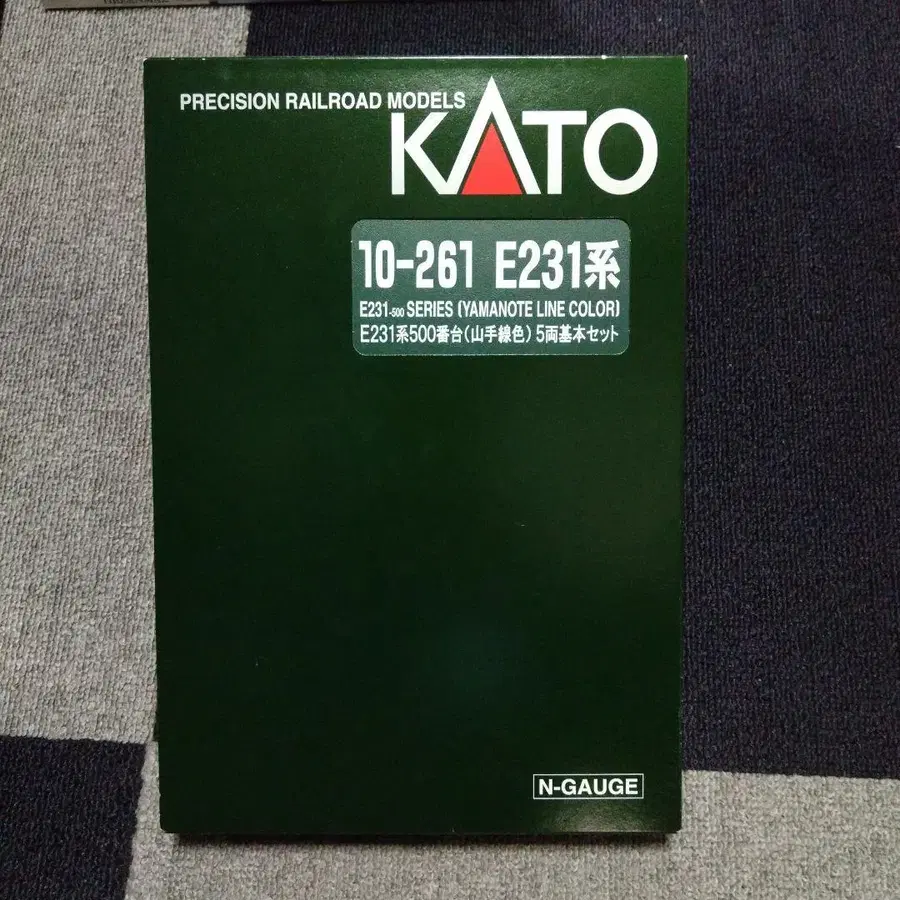 PRECISION RAILROAD MODELS
KATO
10-261 E231系
E231-500 SERIES (YAMANOTE LINE COLOR)
E231系500番台(山手線色) 5両基本セット
N-GAUGE